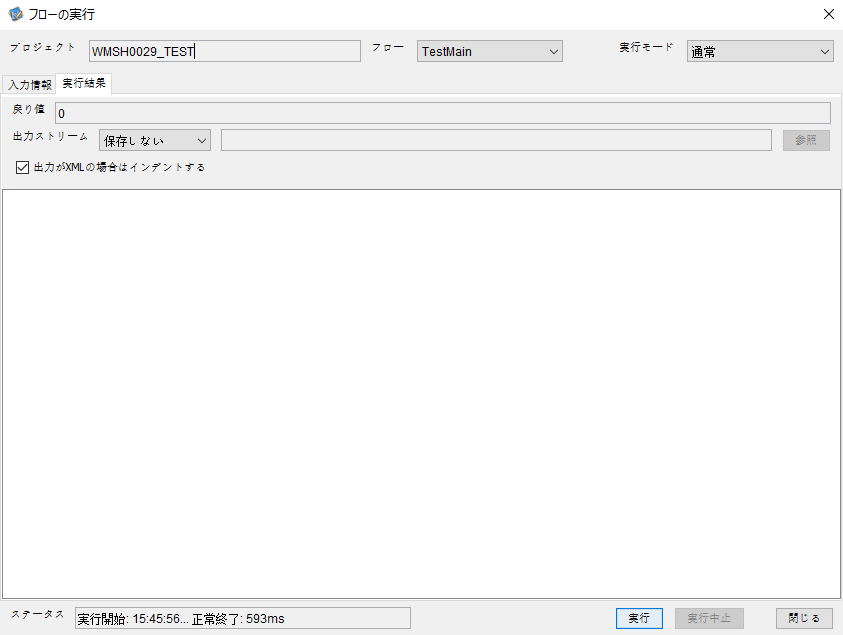 フローの実行
プロジェクト WMSH0029_TEST フロー TestMain 実行モード 通常
入力情報 実行結果
戻り値 0
出力ストリーム 保存しない 参照
出力がXMLの場合はインデントする
ステータス 実行開始: 15:45:56... 正常終了: 593ms 実行 実行中止 閉じる